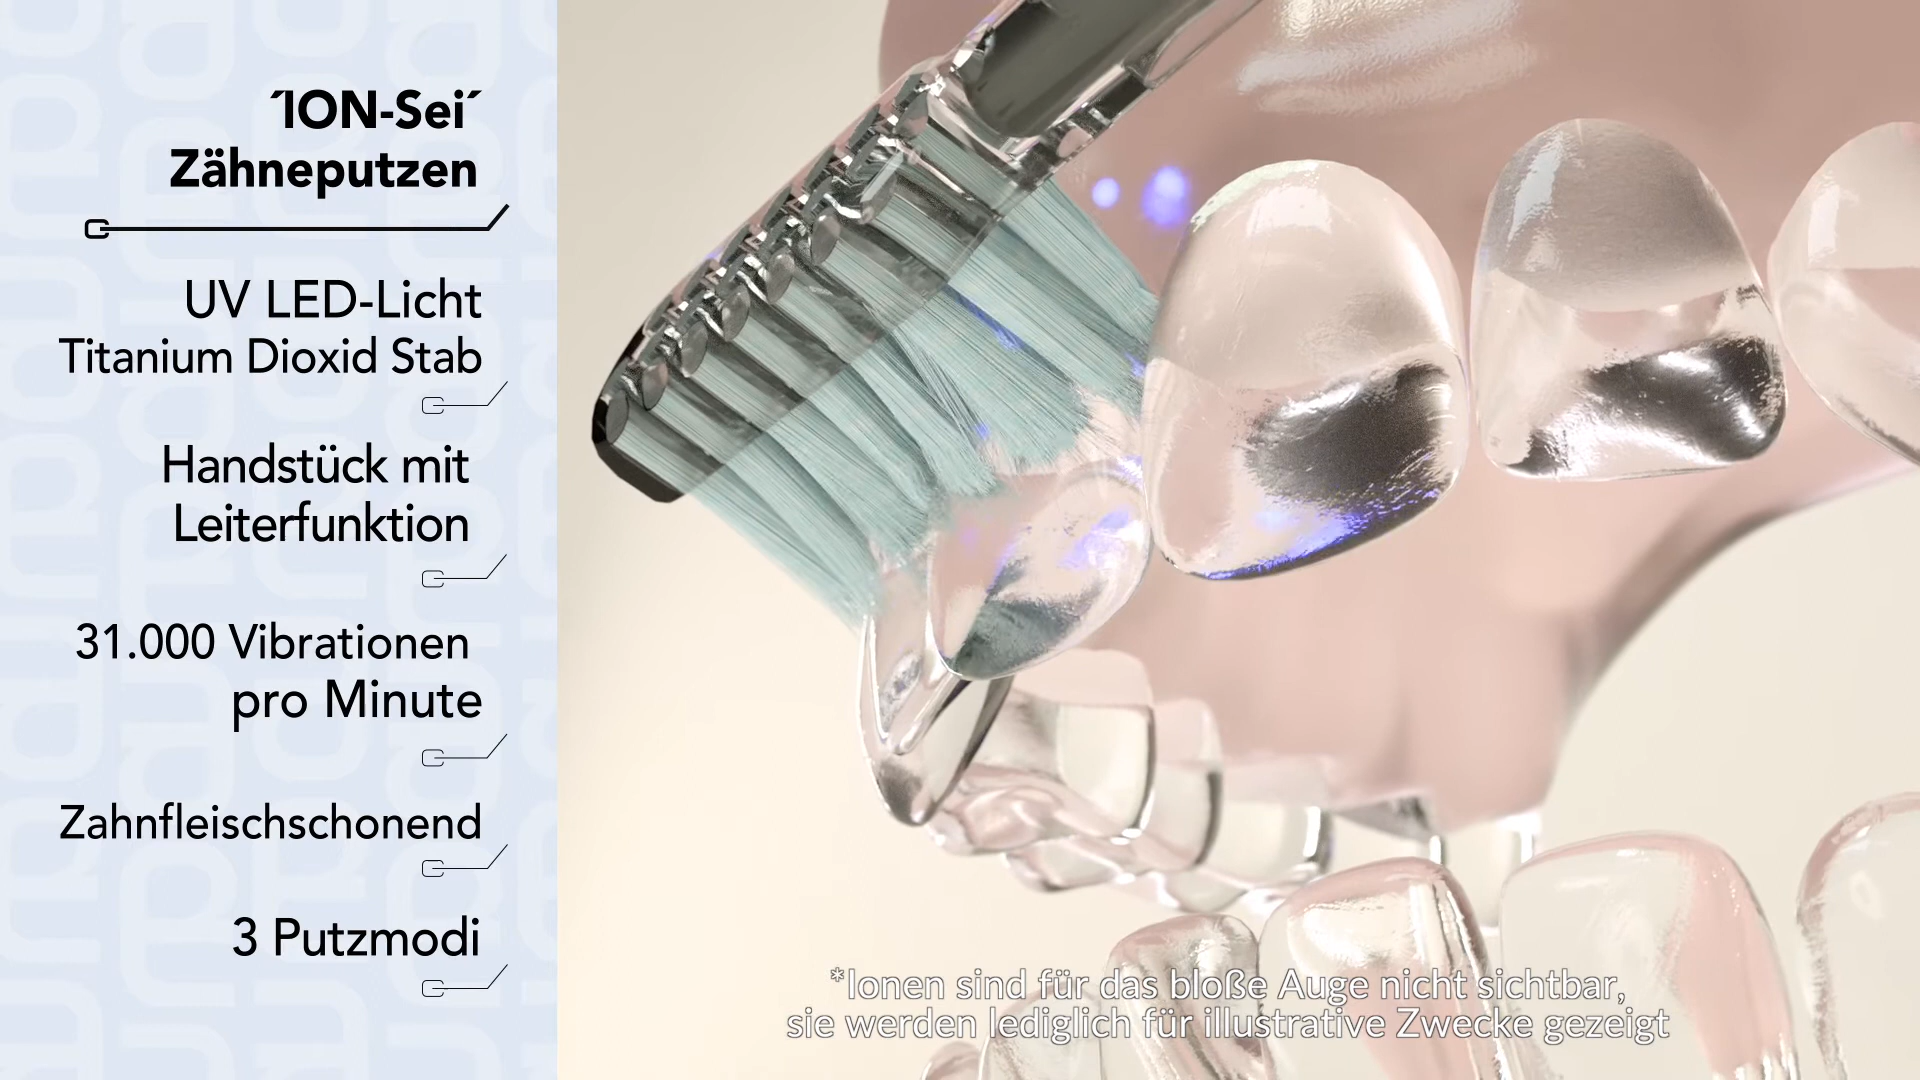 ´ION-Sei´
Zähneputzen
UV LED-Licht
Titanium Dioxid Stab
Handstück mit
Leiterfunktion
31.000 Vibrationen
pro Minute
Zahnfleischschonend
3 Putzmodi
*Ionen sind für das bloße Auge nicht sichtbar,
sie werden lediglich für illustrative Zwecke gezeigt